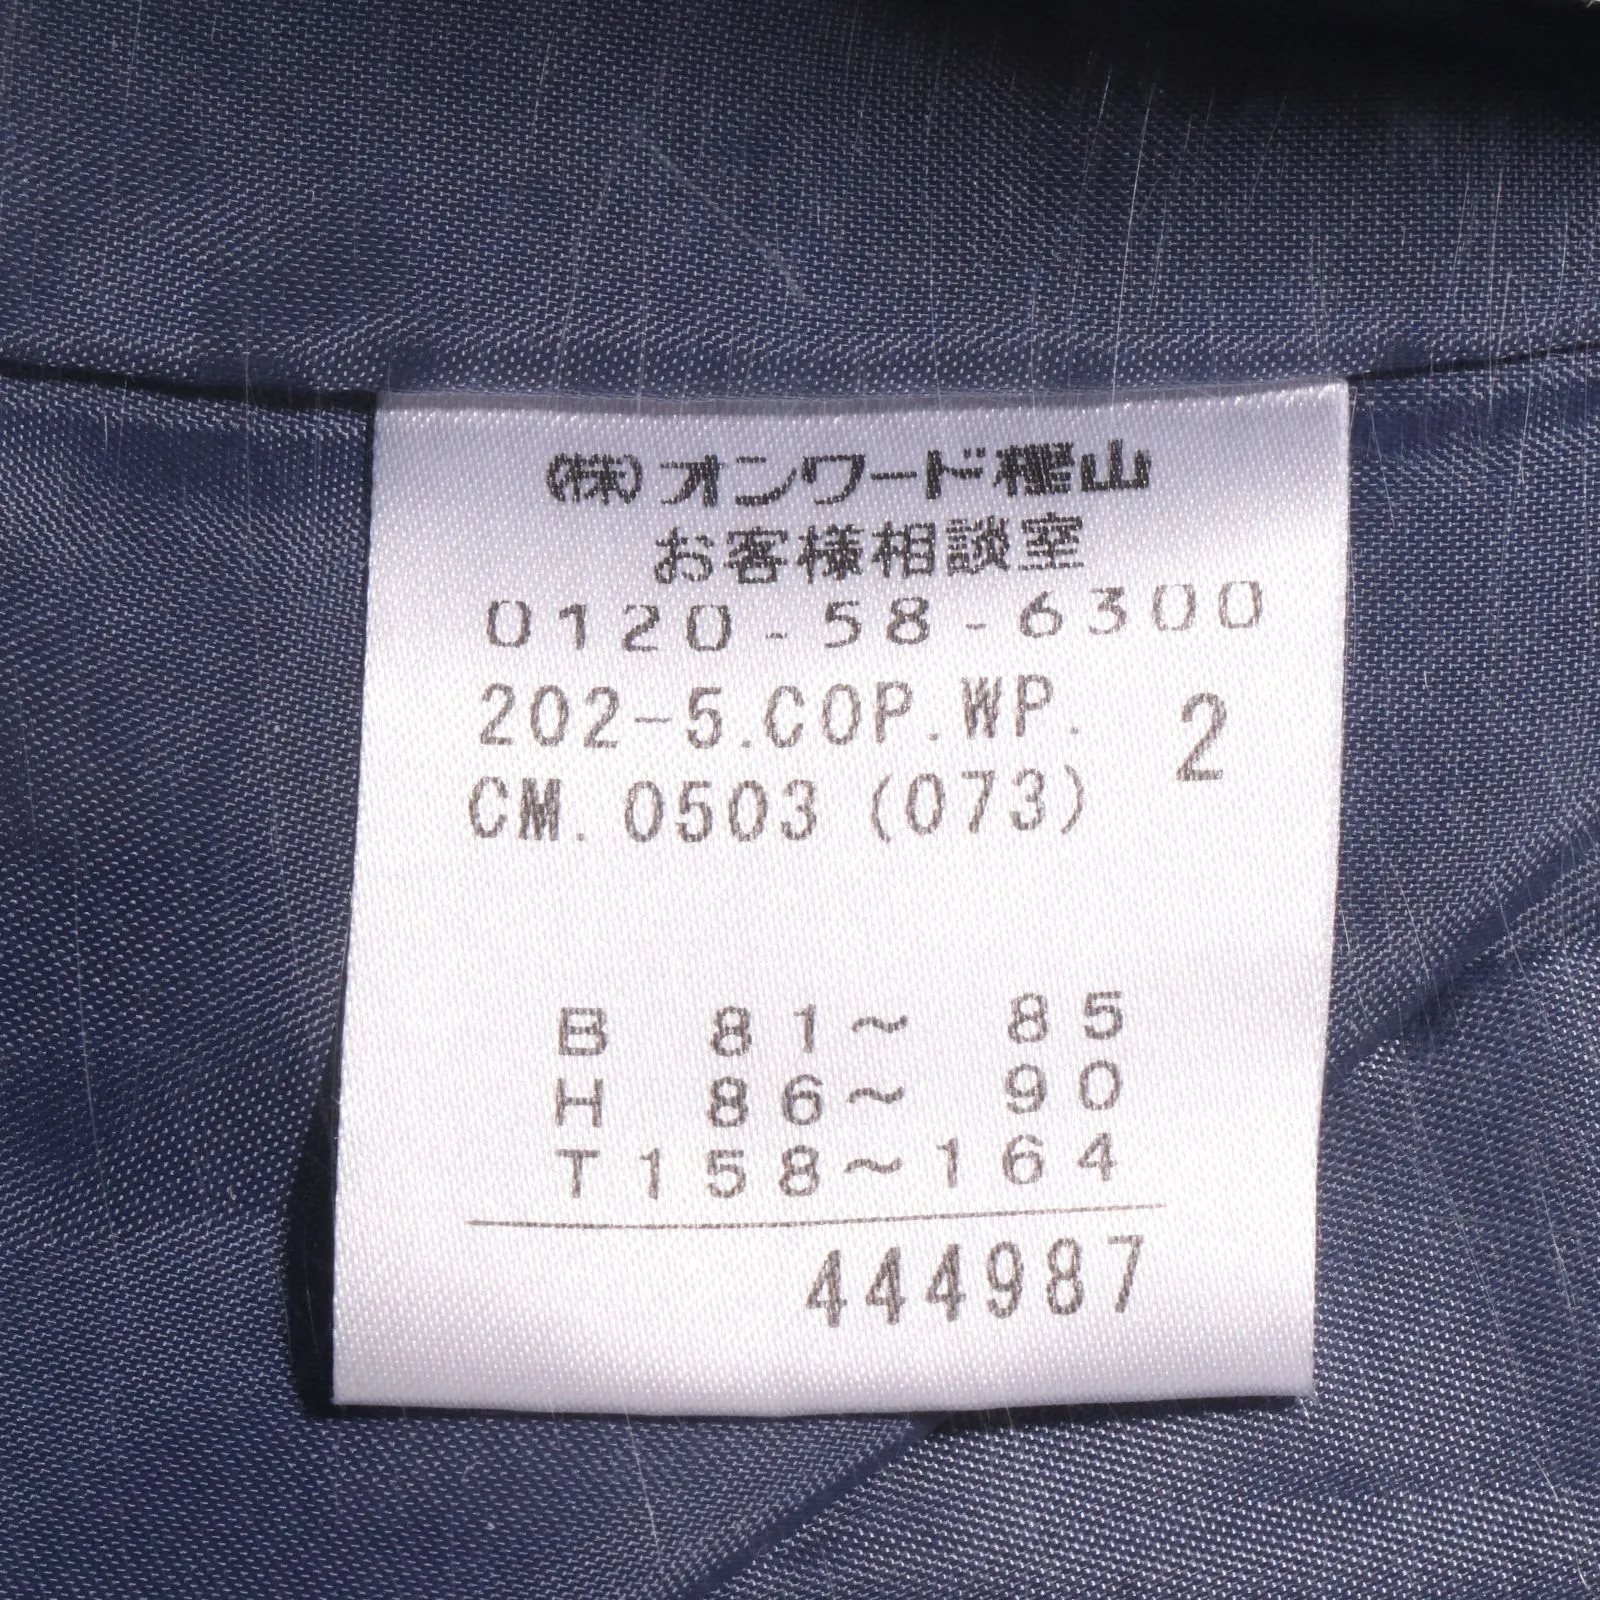 (株)オンワード樫山
お客様相談室
0120-58-6300
202-5.COP.WP. 2
CM.0503(073)
B 81～ 85
H 86～ 90
T158～164
444987